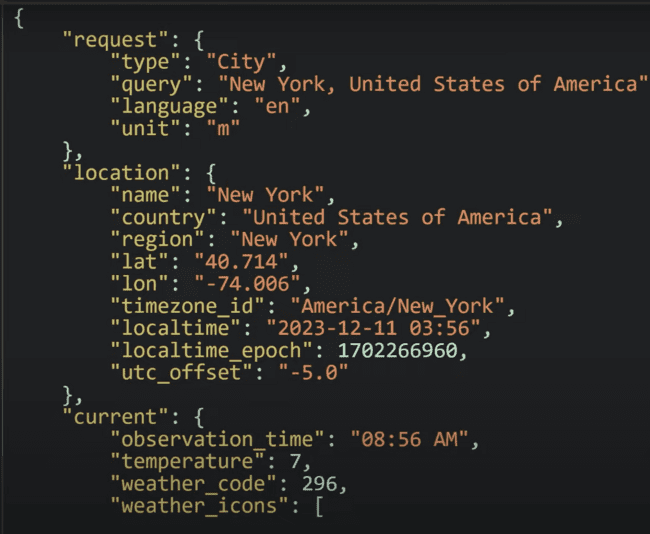 {
"request": {
"type": "City",
"query": "New York, United States of America"
"language": "en",
"unit": "m"
},
"location": {
"name": "New York",
"country": "United States of America",
"region": "New York",
"lat": "40.714",
"lon": "-74.006",
"timezone_id": "America/New_York",
"localtime": "2023-12-11 03:56",
"localtime_epoch": 1702266960,
"utc_offset": "-5.0"
},
"current": {
"observation_time": "08:56 AM",
"temperature": 7,
"weather_code": 296,
"weather_icons": [